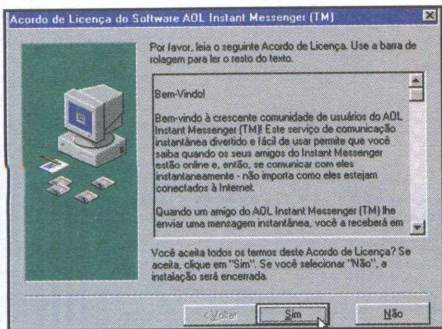 Acordo de Licença do Software AOL Instant Messenger (TM)
Por favor, leia o seguinte Acordo de Licença. Use a barra de
rolagem para ler o resto do texto.
Bem-Vindo!
Bem-vindo à crescente comunidade de usuários do AOL
Instant Messenger (TM)! Este serviço de comunicação
instantânea divertido e fácil de usar permite que você
saiba quando os seus amigos do Instant Messenger
estão online e, então, se comunicar com eles
instantaneamente - não importa como eles estejam
conectados à Internet.
Quando um amigo do AOL Instant Messenger (TM) lhe
enviar uma mensagem instantânea, você a receberá em
Você aceita todos os termos deste Acordo de Licença? Se
aceita, clique em "Sim". Se você selecionar "Não", a
instalação será encerrada.
< Voltar
Sim
Não